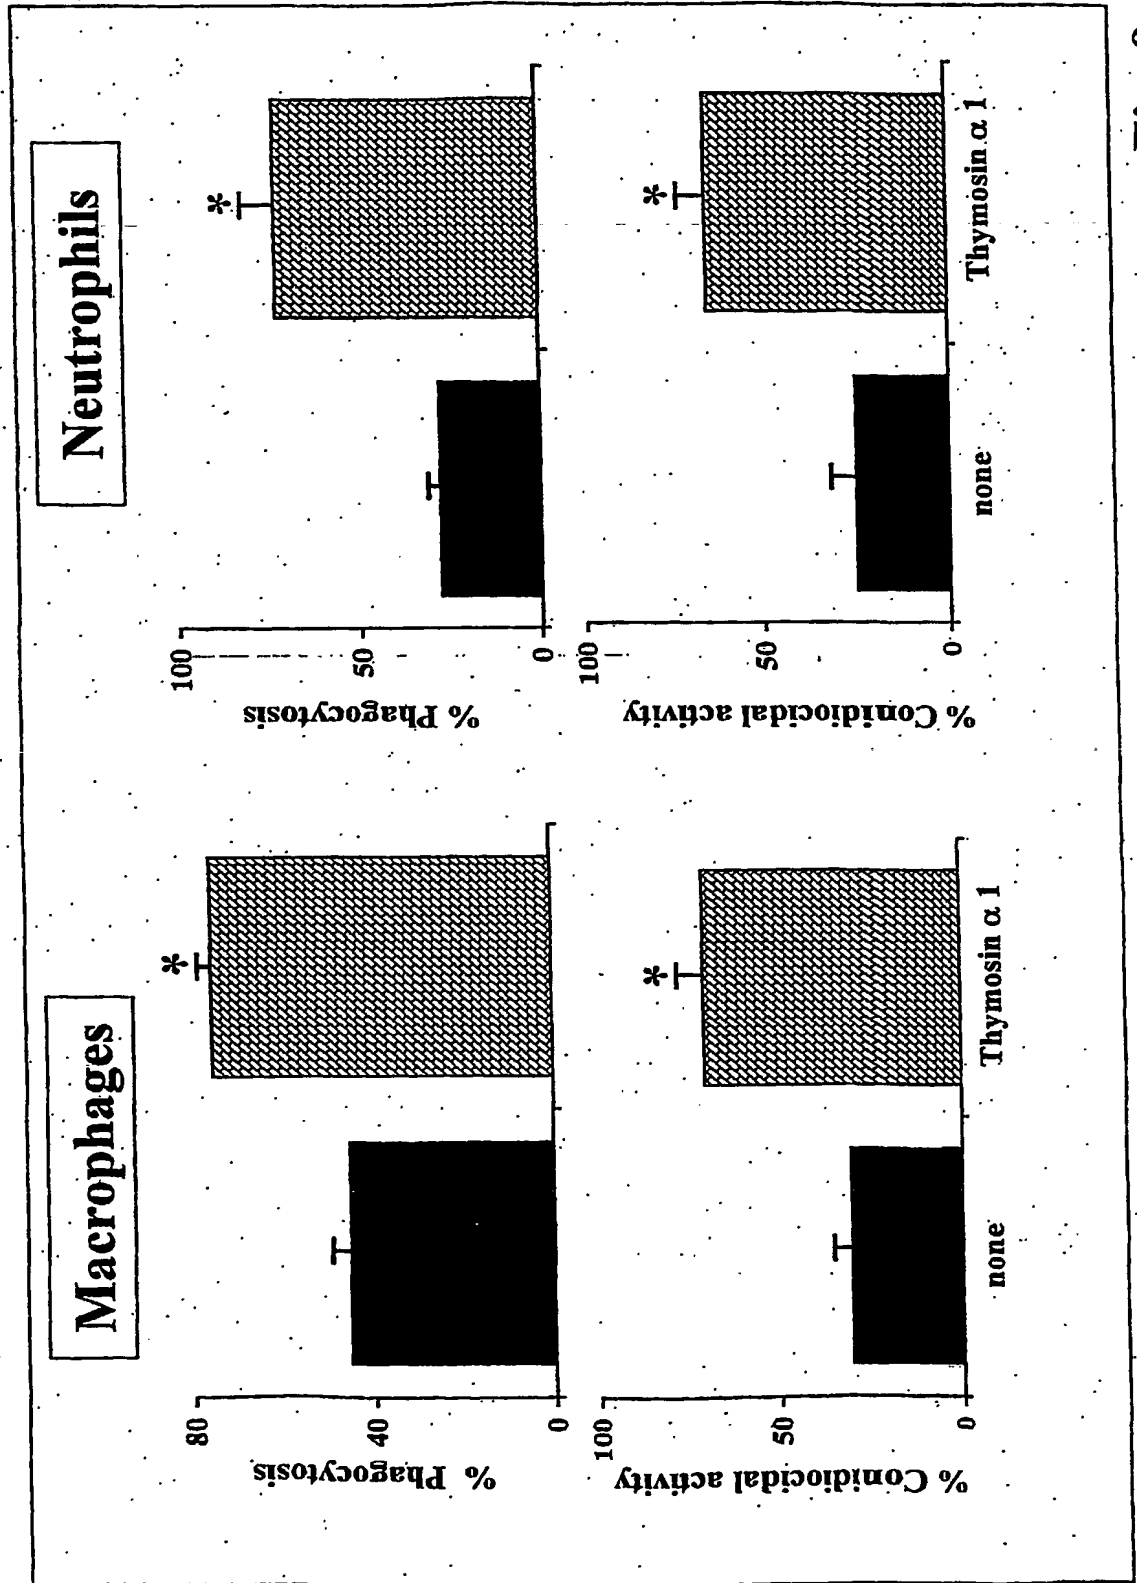 Macrophages
Neutrophils
% Phagocytosis
80
40
0
*
% Phagocytosis
100
50
0
*
% Conidiocidal activity
100
50
0
*
none
Thymosin α 1
% Conidiocidal activity
100
50
0
*
none
Thymosin α 1